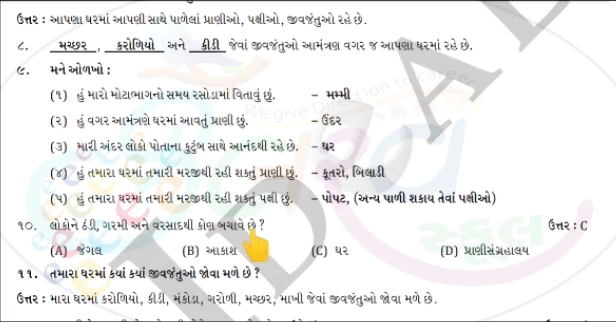 ઉત્તર : આપણા ઘરમાં આપણી સાથે પાળેલાં પ્રાણીઓ, પક્ષીઓ, જીવજંતુઓ રહે છે.
૮. મચ્છર , કરોળિયો અને કીડી જેવાં જીવજંતુઓ આમંત્રણ વગર જ આપણા ઘરમાં રહે છે.
૯. મને ઓળખો :
(૧) હું મારો મોટાભાગનો સમય રસોડામાં વિતાવું છું. – મમ્મી
(૨) હું વગર આમંત્રણે ઘરમાં આવતું પ્રાણી છું. – ઉંદર
(૩) મારી અંદર લોકો પોતાના કુટુંબ સાથે આનંદથી રહે છે. – ઘર
(૪) હું તમારા ઘરમાં તમારી મરજીથી રહી શકતું પ્રાણી છું. – કૂતરો, બિલાડી
(૫) હું તમારા ઘરમાં તમારી મરજીથી રહી શકતું પક્ષી છું. – પોપટ, (અન્ય પાળી શકાય તેવાં પક્ષીઓ)
૧૦. લોકોને ઠંડી, ગરમી અને વરસાદથી કોણ બચાવે છે ? ઉત્તર : C
(A) જંગલ (B) આકાશ (C) ઘર (D) પ્રાણીસંગ્રહાલય
૧૧. તમારા ઘરમાં કયાં કયાં જીવજંતુઓ જોવા મળે છે ?
ઉત્તર : મારા ઘરમાં કરોળિયો, કીડી, મંકોડા, ગરોળી, મચ્છર, માખી જેવાં જીવજંતુઓ જોવા મળે છે.